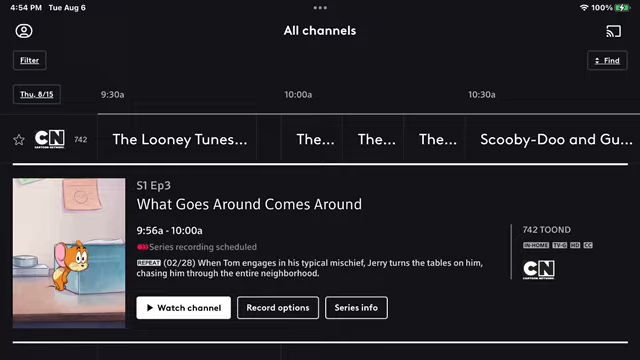 4:54 PM Tue Aug 6
100%
All channels
Filter
Find
Thu, 8/15
9:30a 10:00a 10:30a
CN CARTOON NETWORK 742 The Looney Tunes... The... The... The... Scooby-Doo and Gu...
S1 Ep3
What Goes Around Comes Around
9:56a - 10:00a
Series recording scheduled
REPEAT (02/28) When Tom engages in his typical mischief, Jerry turns the tables on him,
chasing him through the entire neighborhood.
742 TOOND
IN-HOME TV-G HD CC
CN
CARTOON NETWORK
Watch channel
Record options
Series info